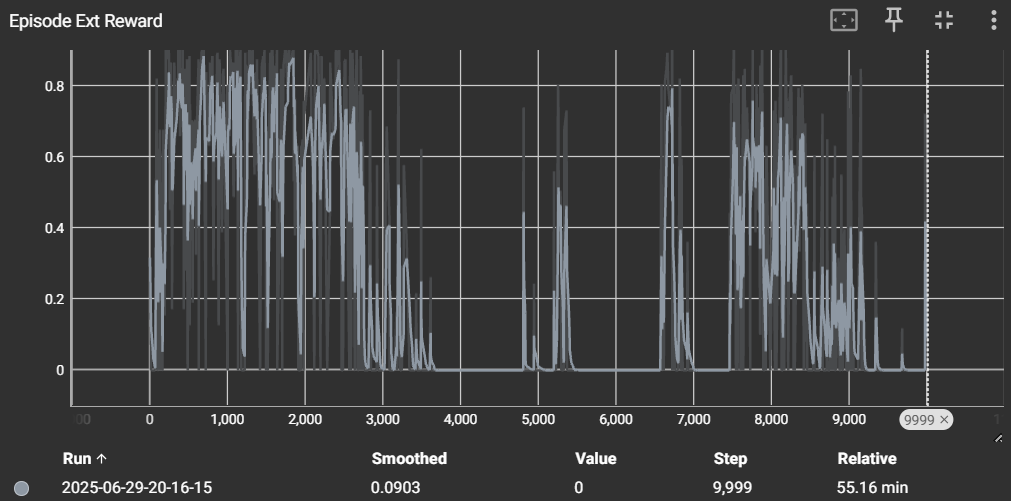 Episode Ext Reward
0.8
0.6
0.4
0.2
0
00 0 1,000 2,000 3,000 4,000 5,000 6,000 7,000 8,000 9,000 9999 × 1
Run ↑ Smoothed Value Step Relative
2025-06-29-20-16-15 0.0903 0 9,999 55.16 min